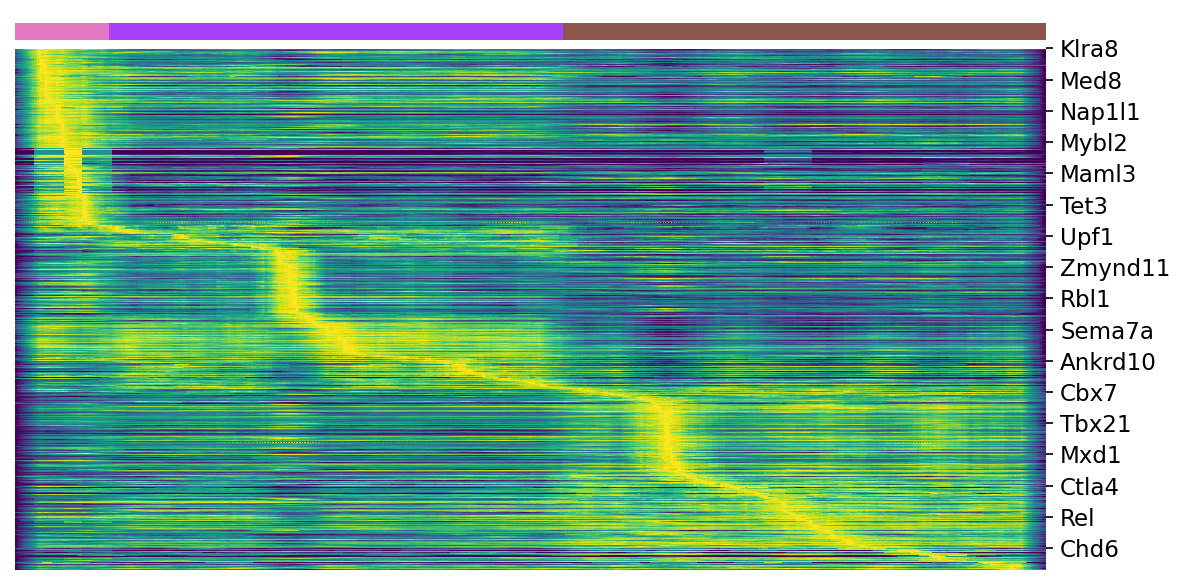 Klra8
Med8
Nap1l1
Mybl2
Maml3
Tet3
Upf1
Zmynd11
Rbl1
Sema7a
Ankrd10
Cbx7
Tbx21
Mxd1
Ctla4
Rel
Chd6